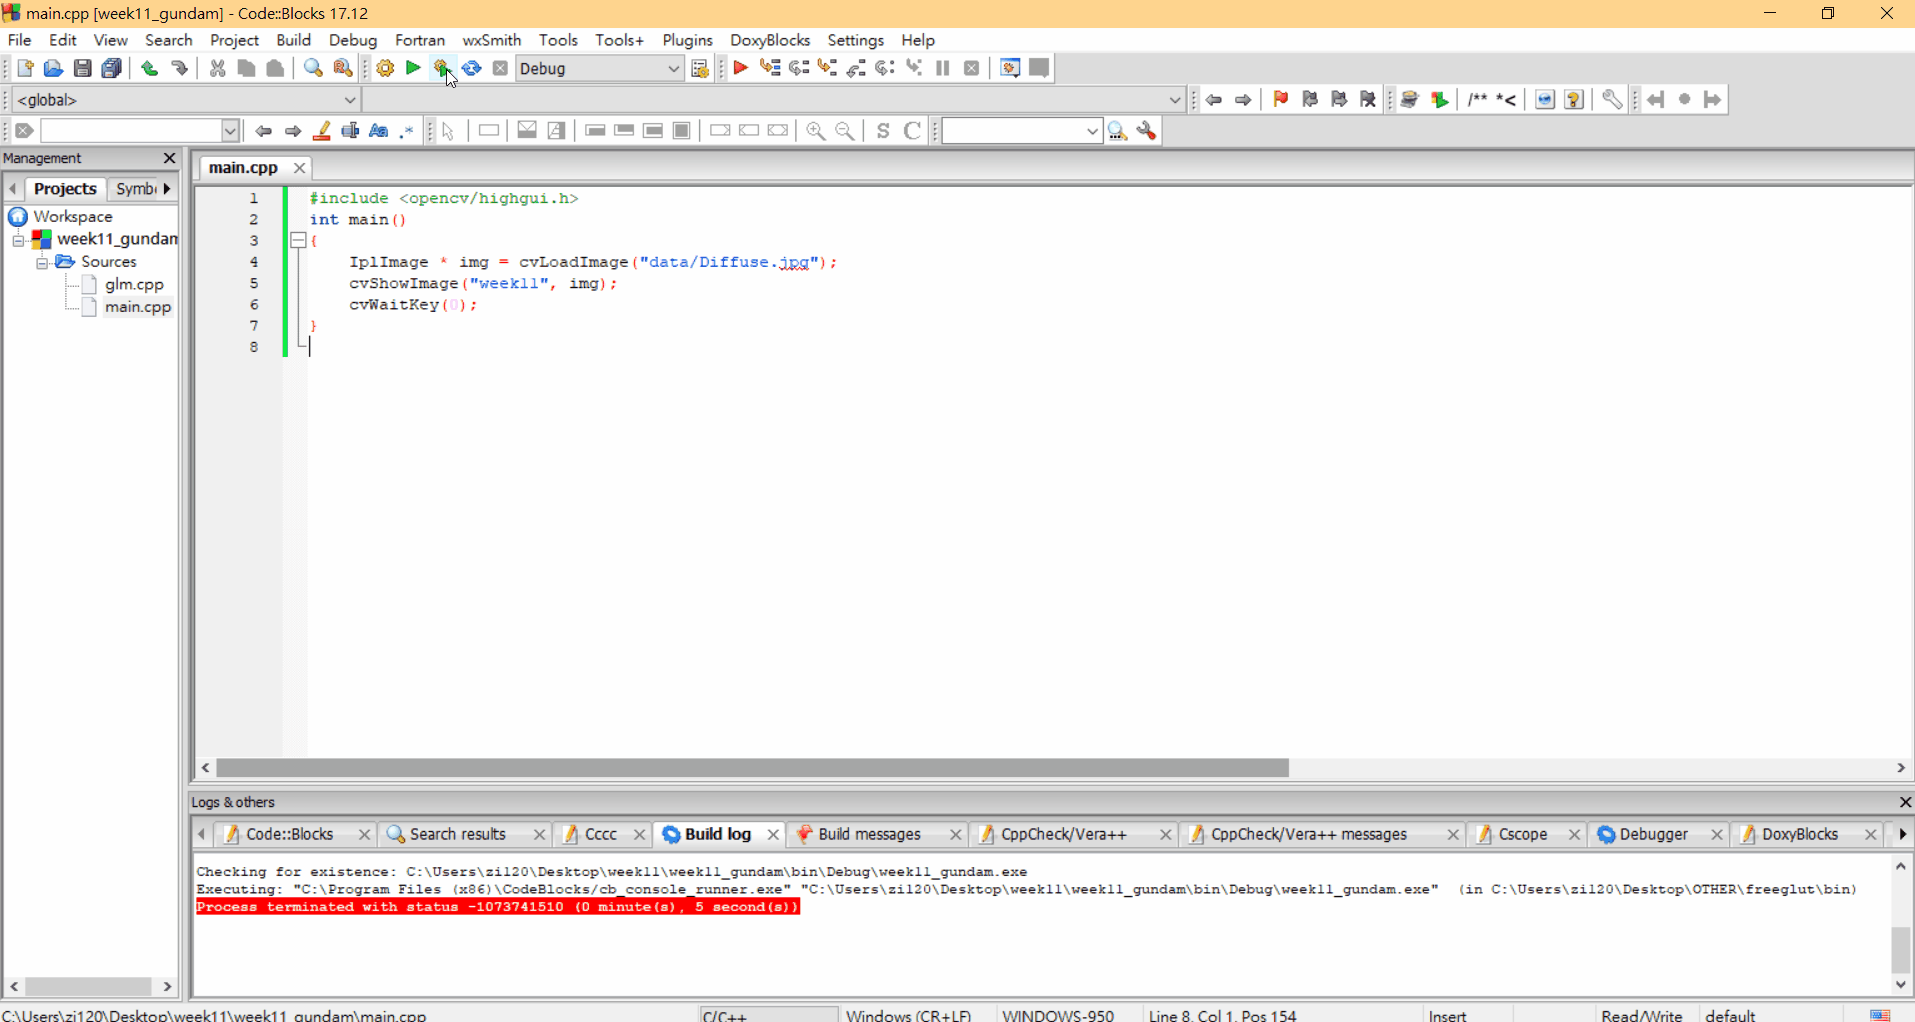 main.cpp [week11_gundam] - Code::Blocks 17.12
File Edit View Search Project Build Debug Fortran wxSmith Tools Tools+ Plugins DoxyBlocks Settings Help
Debug
<global>
/** *<
Aa .*
S C
Management
main.cpp
Projects Symb
Workspace
week11_gundam
Sources
glm.cpp
main.cpp
1 #include <opencv/highgui.h>
2 int main()
3 {
4 IplImage * img = cvLoadImage("data/Diffuse.jpg");
5 cvShowImage("week11", img);
6 cvWaitKey(0);
7 }
8
Logs & others
Code::Blocks Search results Cccc Build log Build messages CppCheck/Vera++ CppCheck/Vera++ messages Cscope Debugger DoxyBlocks
Checking for existence: C:\Users\zi120\Desktop\week11\week11_gundam\bin\Debug\week11_gundam.exe
Executing: "C:\Program Files (x86)\CodeBlocks/cb_console_runner.exe" "C:\Users\zi120\Desktop\week11\week11_gundam\bin\Debug\week11_gundam.exe" (in C:\Users\zi120\Desktop\OTHER\freeglut\bin)
Process terminated with status -1073741510 (0 minute(s), 5 second(s))
C:\Users\zi120\Desktop\week11\week11_gundam\main.cpp C/C++ Windows (CR+LF) WINDOWS-950 Line 8, Col 1, Pos 154 Insert Read/Write default